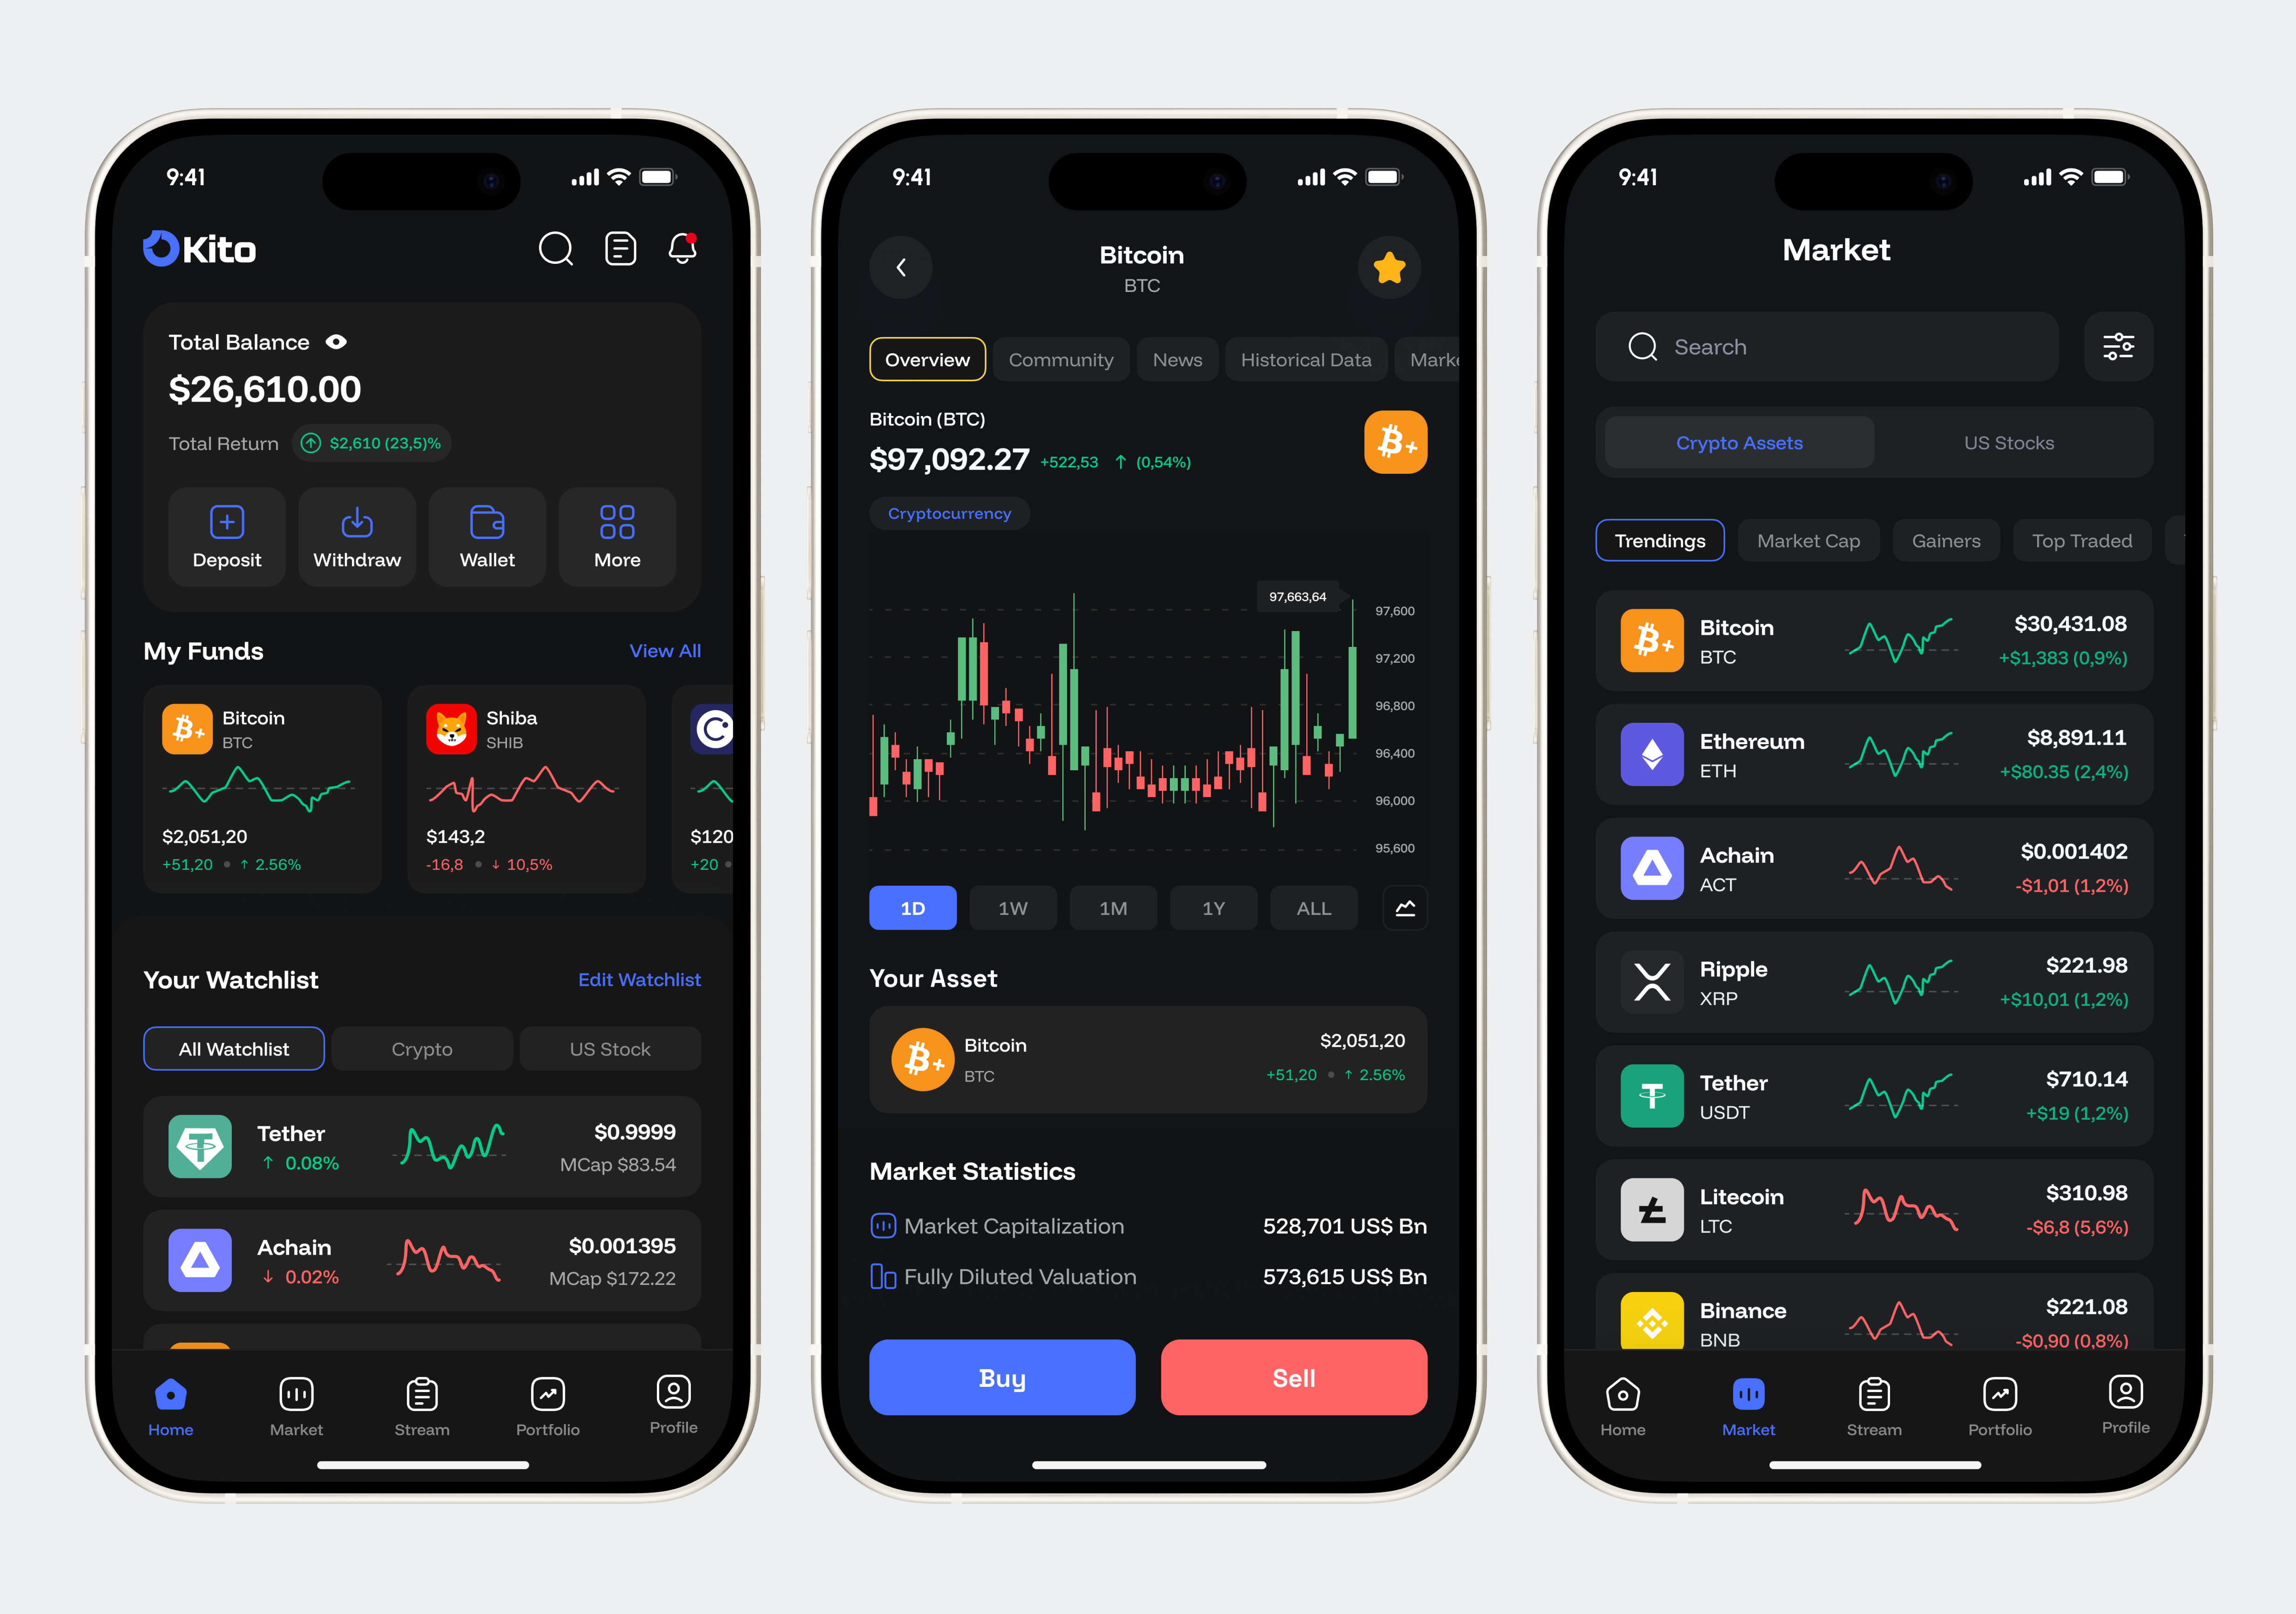 9:41
Kito
Total Balance
$26,610.00
Total Return $2,610 (23,5)%
Deposit Withdraw Wallet More
My Funds View All
Bitcoin
BTC
$2,051,20
+51,20 • ↑ 2.56%
Shiba
SHIB
$143,2
-16,8 • ↓ 10,5%
$120
+20 •
Your Watchlist Edit Watchlist
All Watchlist Crypto US Stock
Tether $0.9999
↑ 0.08% MCap $83.54
Achain $0.001395
↓ 0.02% MCap $172.22
Home Market Stream Portfolio Profile
9:41
Bitcoin
BTC
Overview Community News Historical Data Marke
Bitcoin (BTC)
$97,092.27 +522,53 ↑ (0,54%)
Cryptocurrency
97,663,64
97,600
97,200
96,800
96,400
96,000
95,600
1D 1W 1M 1Y ALL
Your Asset
Bitcoin $2,051,20
BTC +51,20 • ↑ 2.56%
Market Statistics
Market Capitalization 528,701 US$ Bn
Fully Diluted Valuation 573,615 US$ Bn
Buy Sell
9:41
Market
Search
Crypto Assets US Stocks
Trendings Market Cap Gainers Top Traded
Bitcoin $30,431.08
BTC +$1,383 (0,9%)
Ethereum $8,891.11
ETH +$80.35 (2,4%)
Achain $0.001402
ACT -$1,01 (1,2%)
Ripple $221.98
XRP +$10,01 (1,2%)
Tether $710.14
USDT +$19 (1,2%)
Litecoin $310.98
LTC -$6,8 (5,6%)
Binance $221.08
BNB -$0,90 (0,8%)
Home Market Stream Portfolio Profile